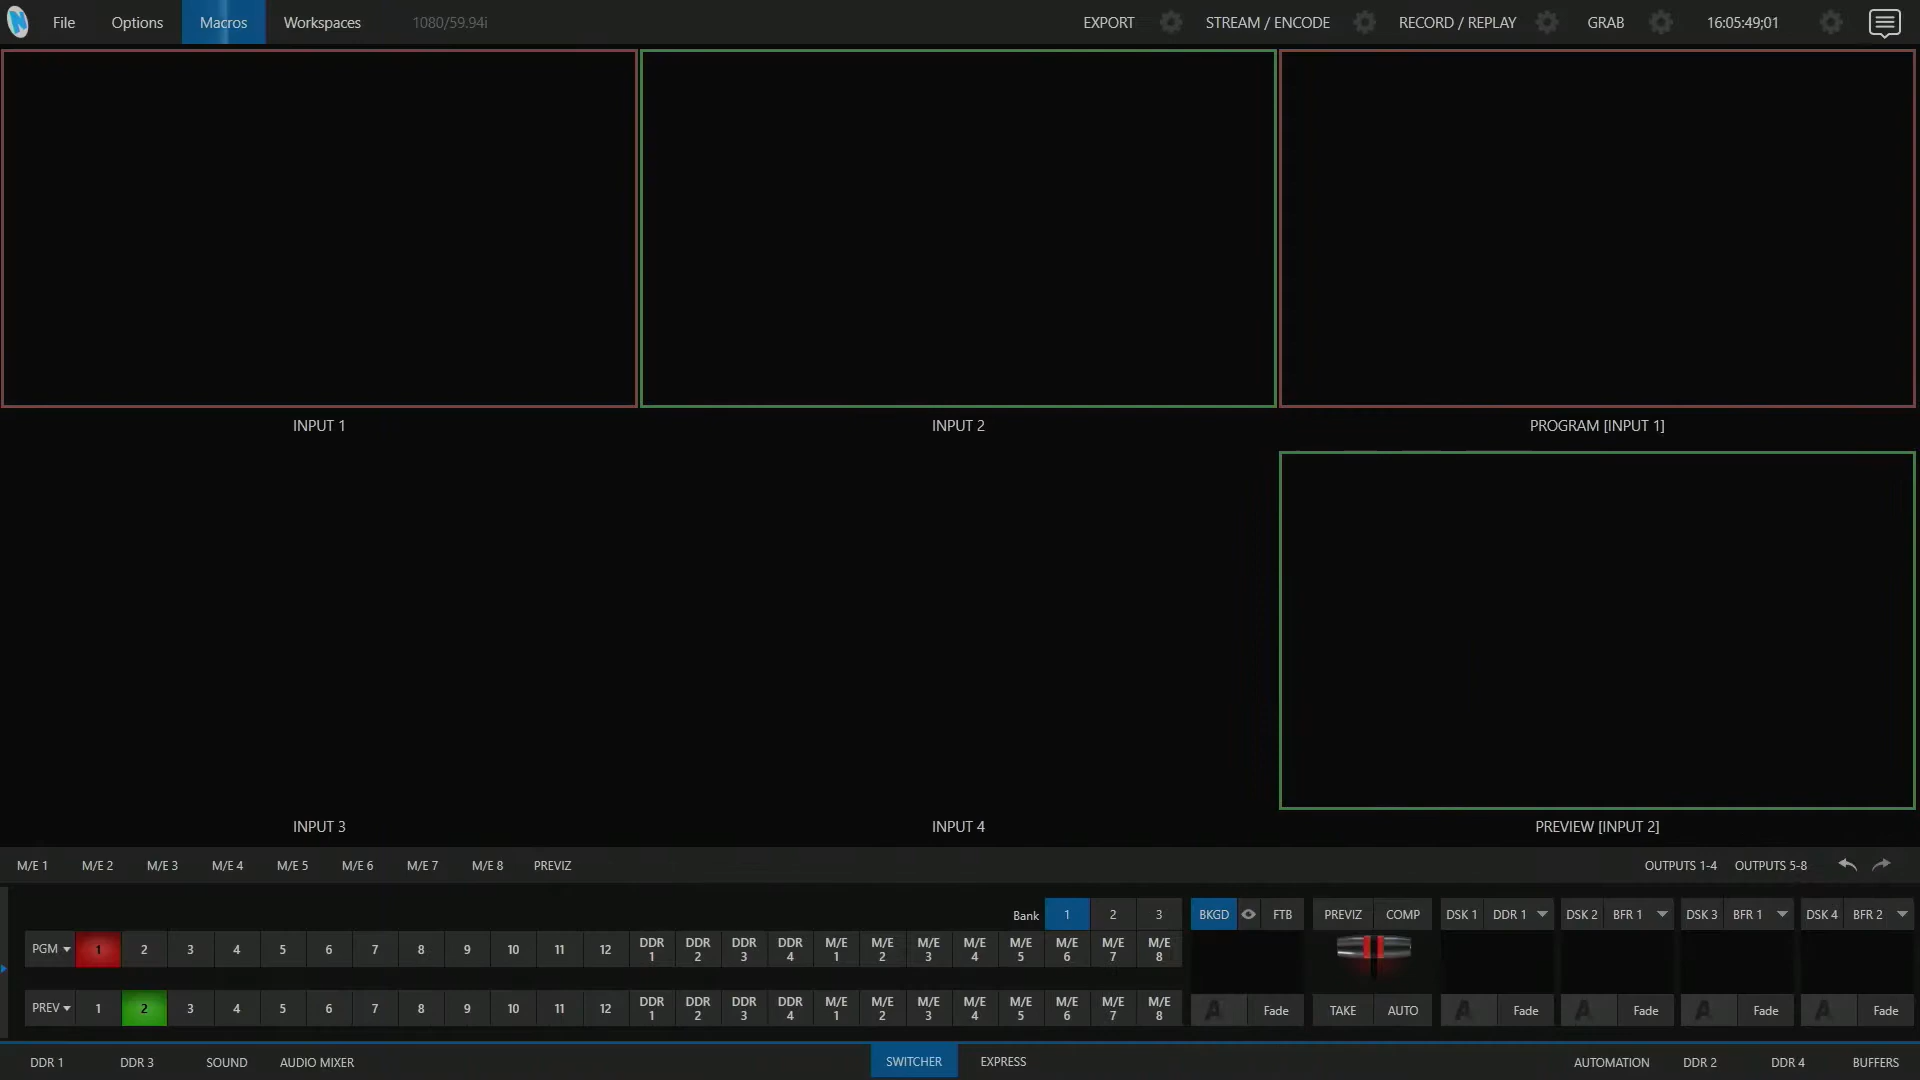 File Options Macros Workspaces 1080/59.94i EXPORT STREAM / ENCODE RECORD / REPLAY GRAB 16:05:49;01
INPUT 1 INPUT 2 PROGRAM [INPUT 1]
INPUT 3 INPUT 4 PREVIEW [INPUT 2]
M/E 1 M/E 2 M/E 3 M/E 4 M/E 5 M/E 6 M/E 7 M/E 8 PREVIZ OUTPUTS 1-4 OUTPUTS 5-8
Bank 1 2 3 BKGD FTB PREVIZ COMP DSK 1 DDR 1 DSK 2 BFR 1 DSK 3 BFR 1 DSK 4 BFR 2
PGM 1 2 3 4 5 6 7 8 9 10 11 12 DDR 1 DDR 2 DDR 3 DDR 4 M/E 1 M/E 2 M/E 3 M/E 4 M/E 5 M/E 6 M/E 7 M/E 8
PREV 1 2 3 4 5 6 7 8 9 10 11 12 DDR 1 DDR 2 DDR 3 DDR 4 M/E 1 M/E 2 M/E 3 M/E 4 M/E 5 M/E 6 M/E 7 M/E 8 A Fade TAKE AUTO A Fade A Fade A Fade A Fade
DDR 1 DDR 3 SOUND AUDIO MIXER SWITCHER EXPRESS AUTOMATION DDR 2 DDR 4 BUFFERS